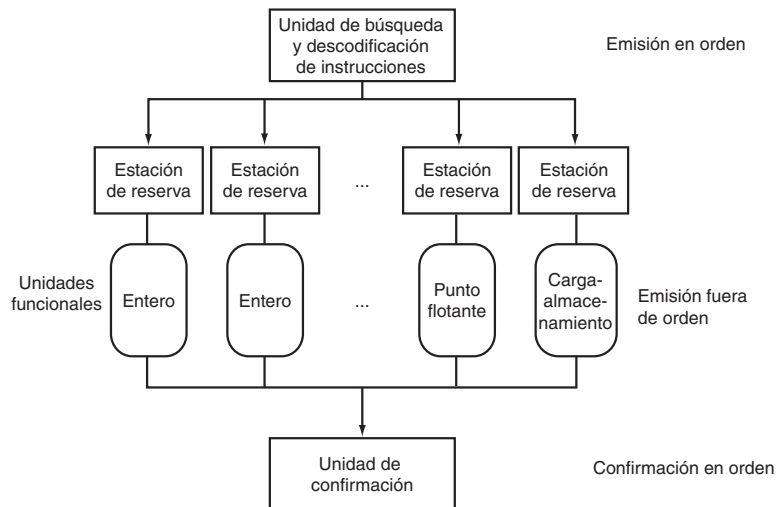 Unidad de búsqueda
y descodificación
de instrucciones
Emisión en orden
Estación
de reserva
Estación
de reserva
...
Estación
de reserva
Estación
de reserva
Unidades
funcionales
Entero
Entero
...
Punto
flotante
Carga-
almace-
namiento
Emisión fuera
de orden
Unidad de
confirmación
Confirmación en orden